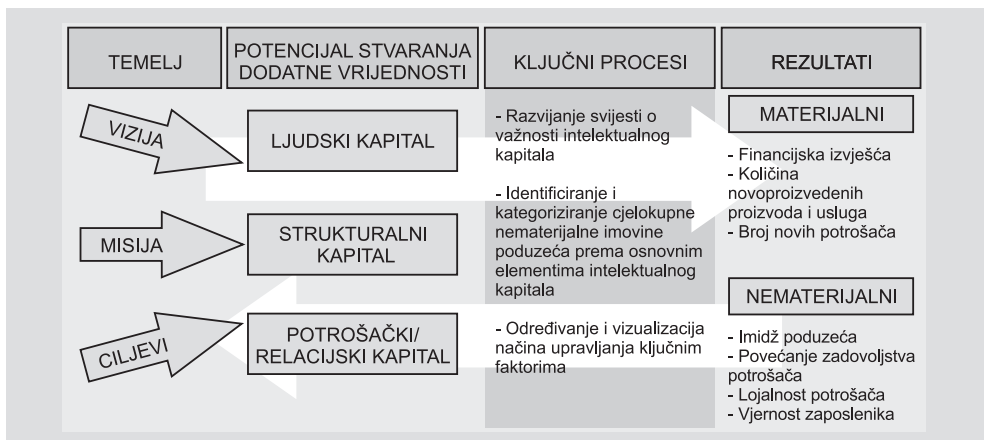 TEMELJ
POTENCIJAL STVARANJA
DODATNE VRIJEDNOSTI
KLJUČNI PROCESI
REZULTATI
VIZIJA
MISIJA
CILJEVI
LJUDSKI KAPITAL
STRUKTURALNI
KAPITAL
POTROŠAČKI/
RELACIJSKI KAPITAL
- Razvijanje svijesti o
važnosti intelektualnog
kapitala
- Identificiranje i
kategoriziranje cjelokupne
nematerijalne imovine
poduzeća prema osnovnim
elementima intelektualnog
kapitala
- Određivanje i vizualizacija
načina upravljanja ključnim
faktorima
MATERIJALNI
- Financijska izvješća
- Količina
novoproizvedenih
proizvoda i usluga
- Broj novih potrošača
NEMATERIJALNI
- Imidž poduzeća
- Povećanje zadovoljstva
potrošača
- Lojalnost potrošača
- Vjernost zaposlenika